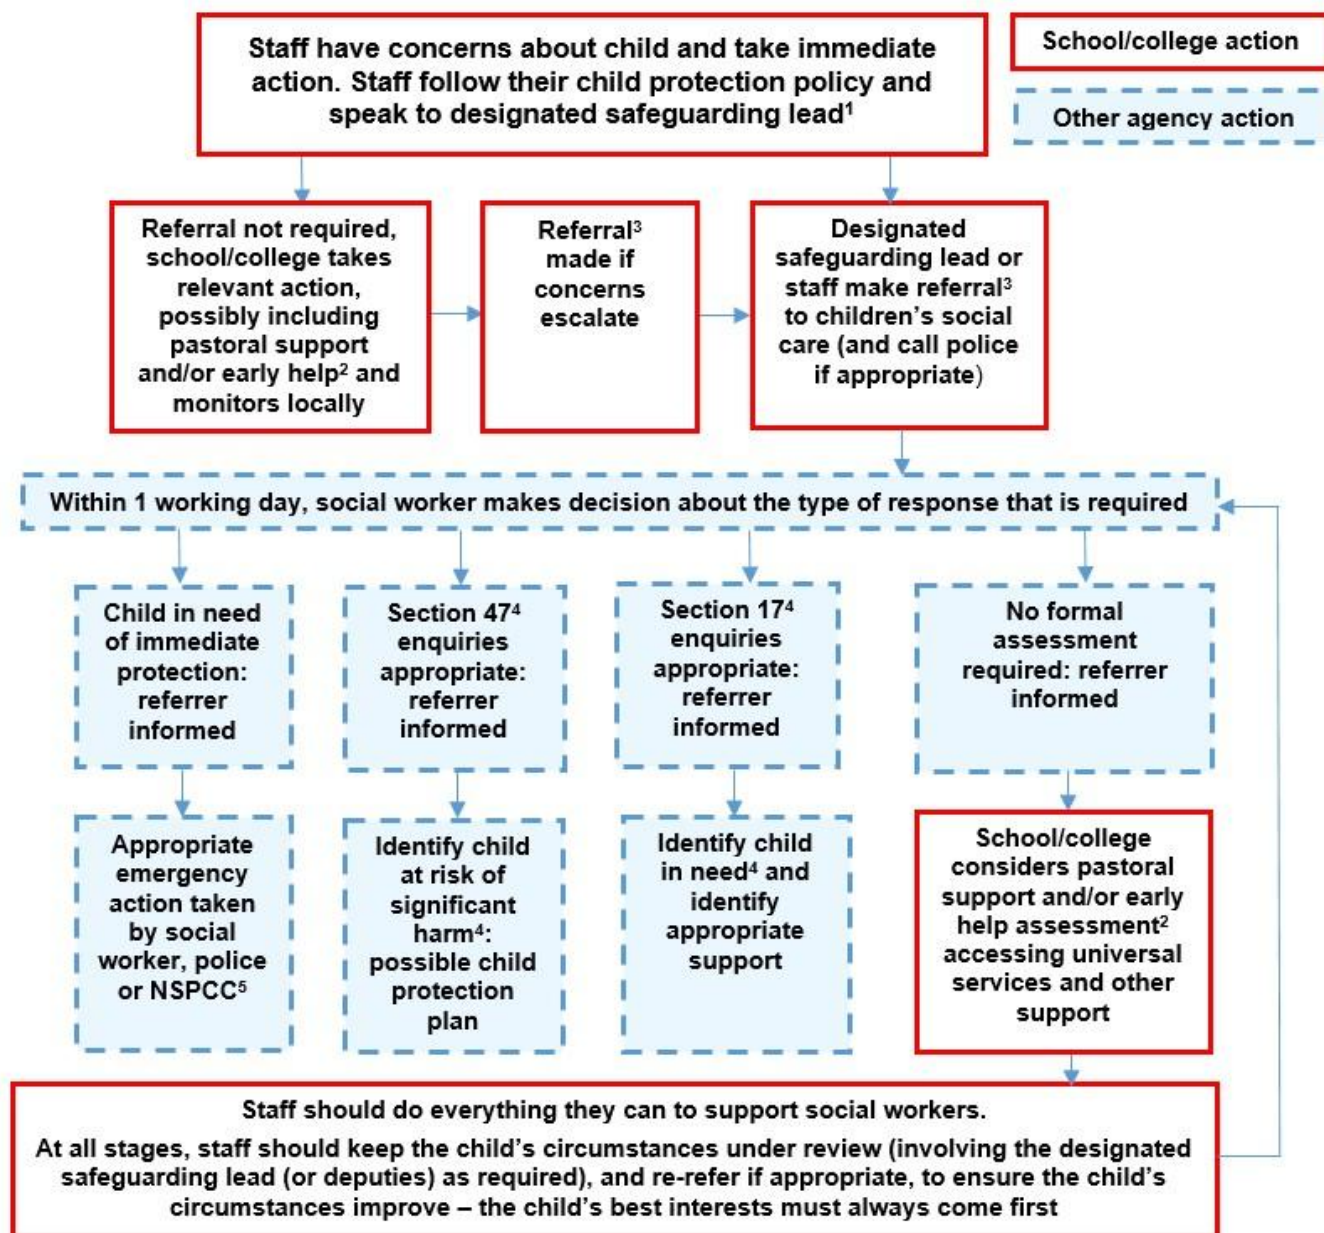 Staff have concerns about child and take immediate
action. Staff follow their child protection policy and
speak to designated safeguarding lead¹
School/college action
Other agency action
Referral not required,
school/college takes
relevant action,
possibly including
pastoral support
and/or early help² and
monitors locally
Referral³
made if
concerns
escalate
Designated
safeguarding lead or
staff make referral³
to children’s social
care (and call police
if appropriate)
Within 1 working day, social worker makes decision about the type of response that is required
Child in need
of immediate
protection:
referrer
informed
Section 47⁴
enquiries
appropriate:
referrer
informed
Section 17⁴
enquiries
appropriate:
referrer
informed
No formal
assessment
required: referrer
informed
Appropriate
emergency
action taken
by social
worker, police
or NSPCC⁵
Identify child
at risk of
significant
harm⁴:
possible child
protection
plan
Identify child
in need⁴ and
identify
appropriate
support
School/college
considers pastoral
support and/or early
help assessment²
accessing universal
services and other
support
Staff should do everything they can to support social workers.
At all stages, staff should keep the child’s circumstances under review (involving the designated
safeguarding lead (or deputies) as required), and re-refer if appropriate, to ensure the child’s
circumstances improve – the child’s best interests must always come first